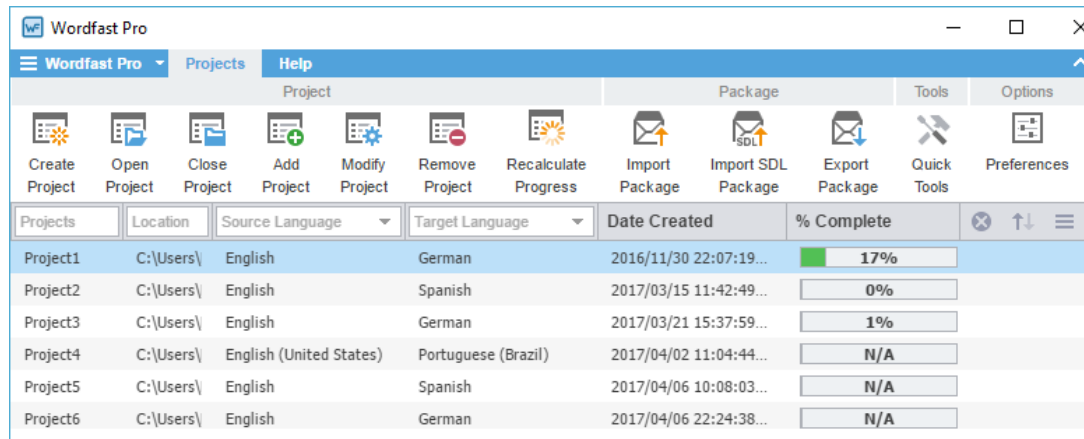 WF Wordfast Pro
Wordfast Pro Projects Help
Project Package Tools Options
Create Project Open Project Close Project Add Project Modify Project Remove Project Recalculate Progress Import Package SDL Import SDL Package Export Package Quick Tools Preferences
Projects Location Source Language Target Language Date Created % Complete
Project1 C:\Users\ English German 2016/11/30 22:07:19... 17%
Project2 C:\Users\ English Spanish 2017/03/15 11:42:49... 0%
Project3 C:\Users\ English German 2017/03/21 15:37:59... 1%
Project4 C:\Users\ English (United States) Portuguese (Brazil) 2017/04/02 11:04:44... N/A
Project5 C:\Users\ English Spanish 2017/04/06 10:08:03... N/A
Project6 C:\Users\ English German 2017/04/06 22:24:38... N/A